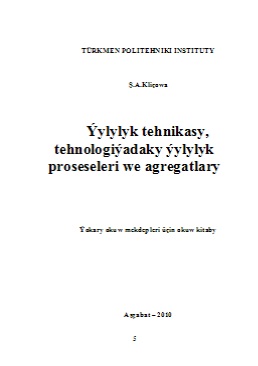 TÜRKMEN POLITEHNIKI INSTITUTY
Ş.A.Kliçewa
Ýylylyk tehnikasy,
tehnologiýadaky ýylylyk
proseseleri we agregatlary
Ýokary okuw mekdepleri üçin okuw kitaby
Aşgabat – 2010
5